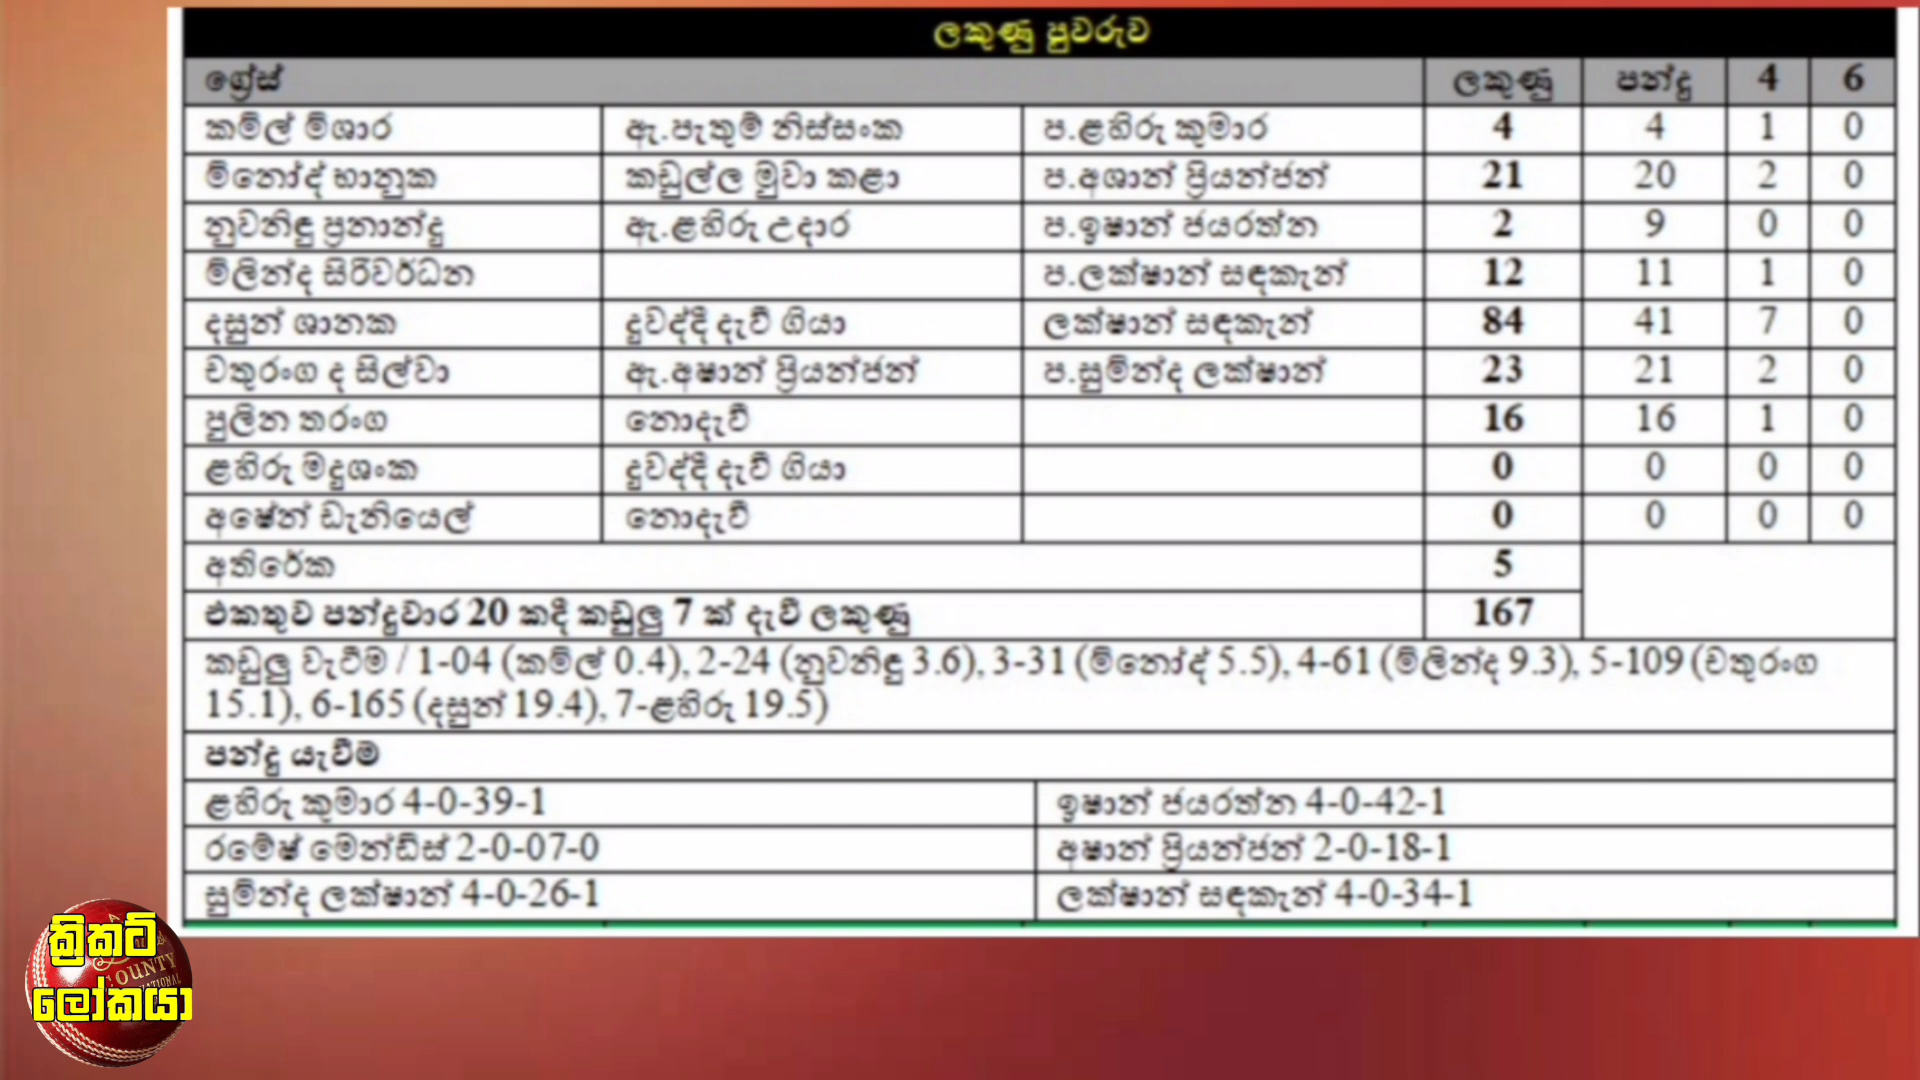 ලකුණු පුවරුව
ග්‍රේස් ලකුණු පන්දු 4 6
කමිල් මිශාර ඇ.පැතුම් නිස්සංක ප.ළහිරු කුමාර 4 4 1 0
මිනෝද් භානුක කඩුල්ල මුවා කළා ප.අශාන් ප්‍රියන්ජන් 21 20 2 0
නුවනිඳු ප්‍රනාන්දු ඇ.ළහිරු උදාර ප.ඉෂාන් ජයරත්න 2 9 0 0
මිලින්ද සිරිවර්ධන ප.ලක්ෂාන් සඳකැන් 12 11 1 0
දසුන් ශානක දුවද්දී දැවී ගියා ලක්ෂාන් සඳකැන් 84 41 7 0
චතුරංග ද සිල්වා ඇ.අෂාන් ප්‍රියන්ජන් ප.සුමින්ද ලක්ෂාන් 23 21 2 0
පුලින තරංග නොදැවී 16 16 1 0
ළහිරු මදුශංක දුවද්දී දැවී ගියා 0 0 0 0
අෂේන් ඩැනියෙල් නොදැවී 0 0 0 0
අතිරේක 5
එකතුව පන්දුවාර 20 කදී කඩුලු 7 ක් දැවී ලකුණු 167
කඩුලු වැටීම / 1-04 (කමිල් 0.4), 2-24 (නුවනිඳු 3.6), 3-31 (මිනෝද් 5.5), 4-61 (මිලින්ද 9.3), 5-109 (චතුරංග
15.1), 6-165 (දසුන් 19.4), 7-ළහිරු 19.5)
පන්දු යැවීම
ළහිරු කුමාර 4-0-39-1 ඉෂාන් ජයරත්න 4-0-42-1
රමේෂ් මෙන්ඩිස් 2-0-07-0 අෂාන් ප්‍රියන්ජන් 2-0-18-1
සුමින්ද ලක්ෂාන් 4-0-26-1 ලක්ෂාන් සඳකැන් 4-0-34-1
ක්‍රිකට්
COUNTY
ලෝකයා